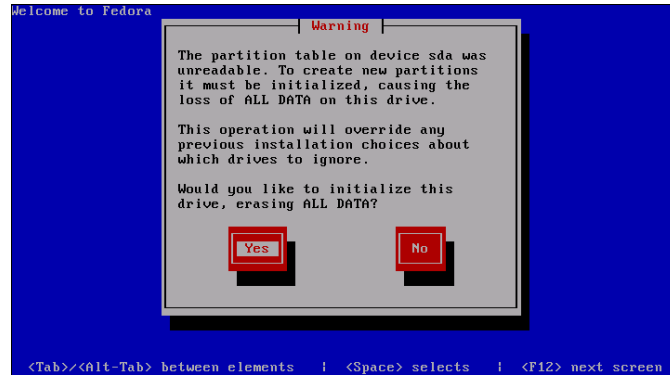 Welcome to Fedora
Warning
The partition table on device sda was
unreadable. To create new partitions
it must be initialized, causing the
loss of ALL DATA on this drive.
This operation will override any
previous installation choices about
which drives to ignore.
Would you like to initialize this
drive, erasing ALL DATA?
Yes No
<Tab>/<Alt-Tab> between elements | <Space> selects | <F12> next screen